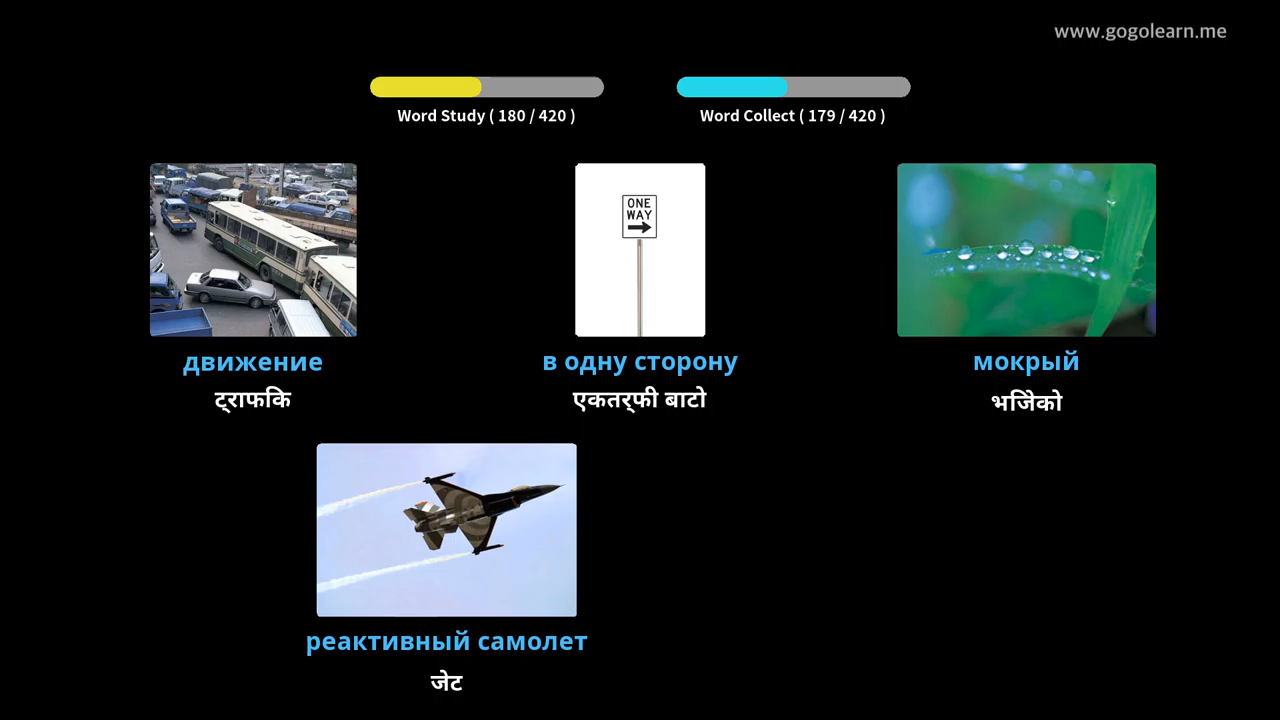 www.gogolearn.me
Word Study ( 180 / 420 )
Word Collect ( 179 / 420 )
ONE
WAY
движение
в одну сторону
мокрый
ट्राफिक
एकतर्फी बाटो
भिजेको
реактивный самолет
जेट